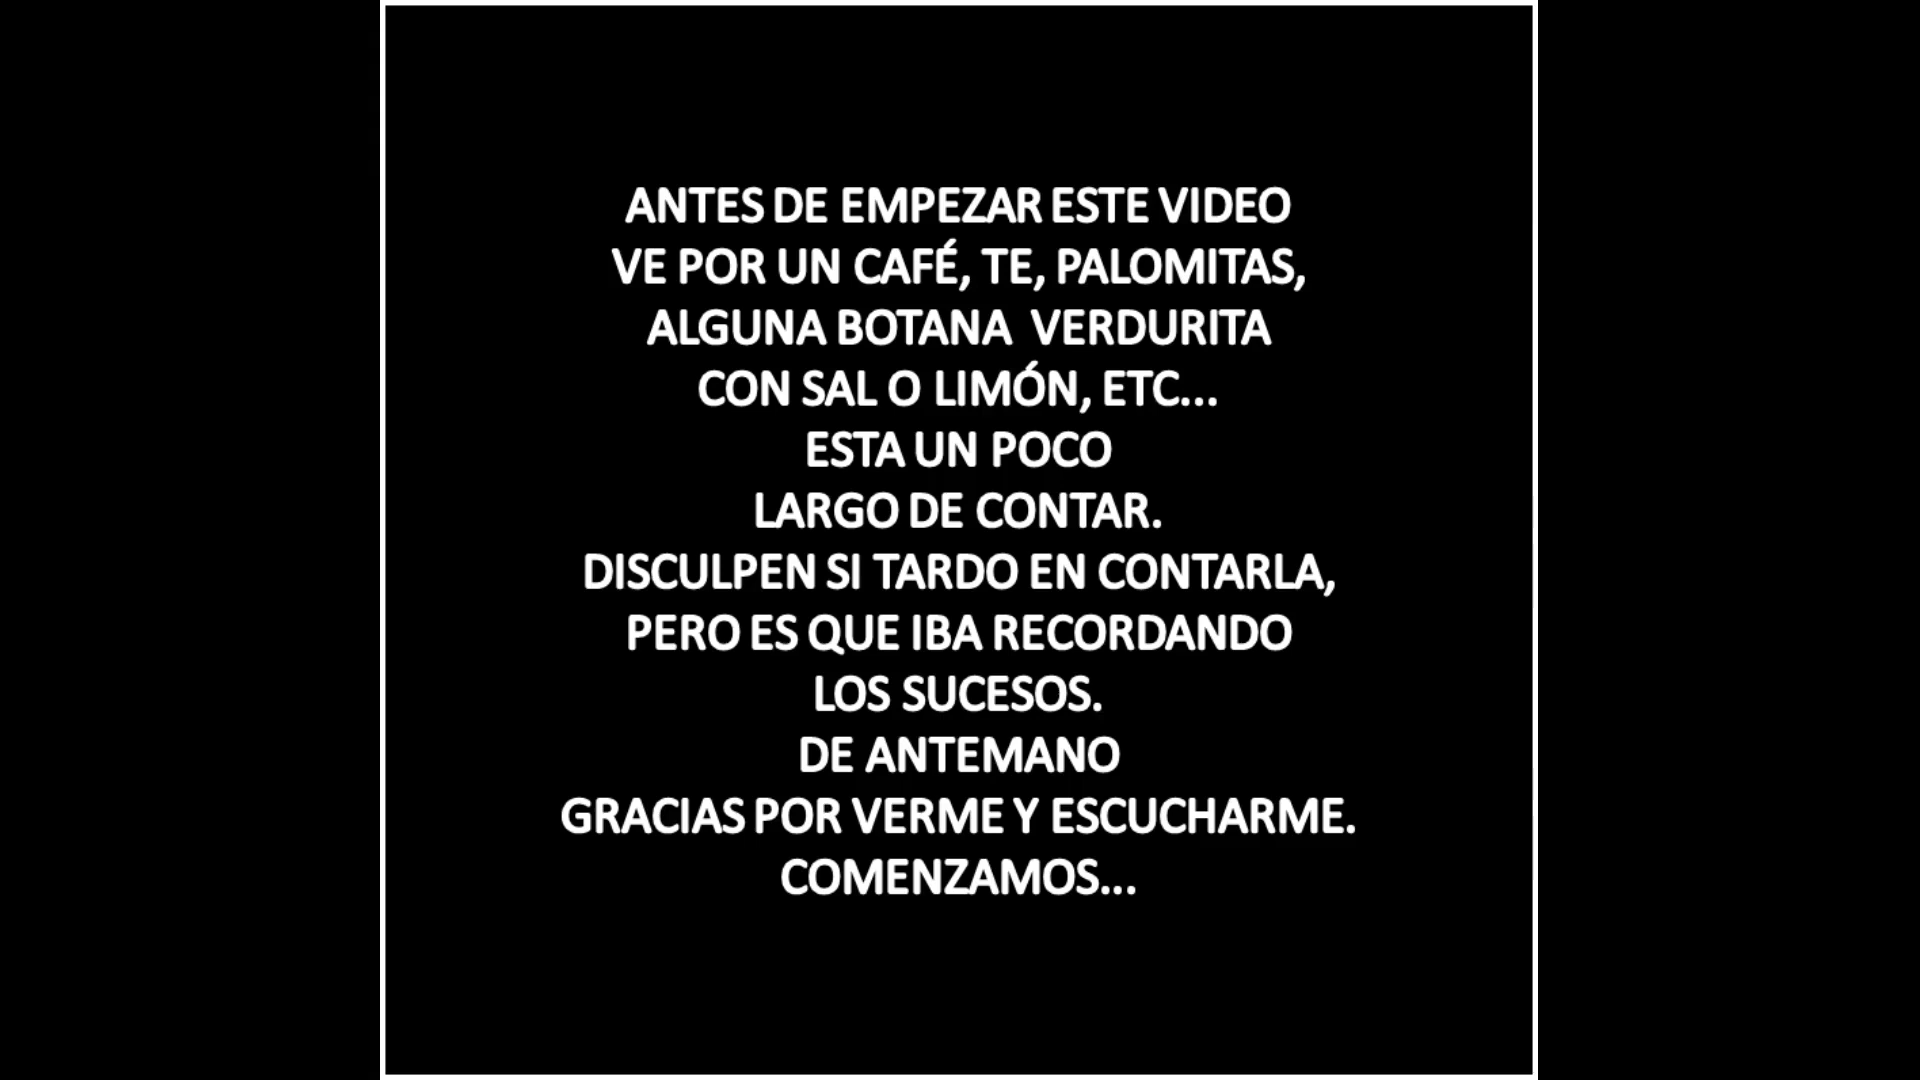 ANTES DE EMPEZAR ESTE VIDEO
VE POR UN CAFÉ, TE, PALOMITAS,
ALGUNA BOTANA  VERDURITA
CON SAL O LIMÓN, ETC...
ESTA UN POCO
LARGO DE CONTAR.
DISCULPEN SI TARDO EN CONTARLA,
PERO ES QUE IBA RECORDANDO
LOS SUCESOS.
DE ANTEMANO
GRACIAS POR VERME Y ESCUCHARME.
COMENZAMOS...